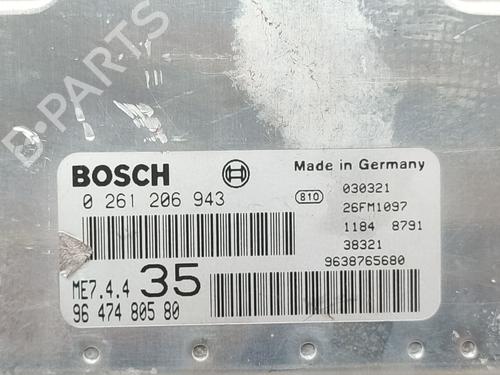 B-PARTS
BOSCH
Made in Germany
0 261 206 943
810
030321
26FM1097
1184 8791
38321
9638765680
ME7.4.4 35
96 474 805 80